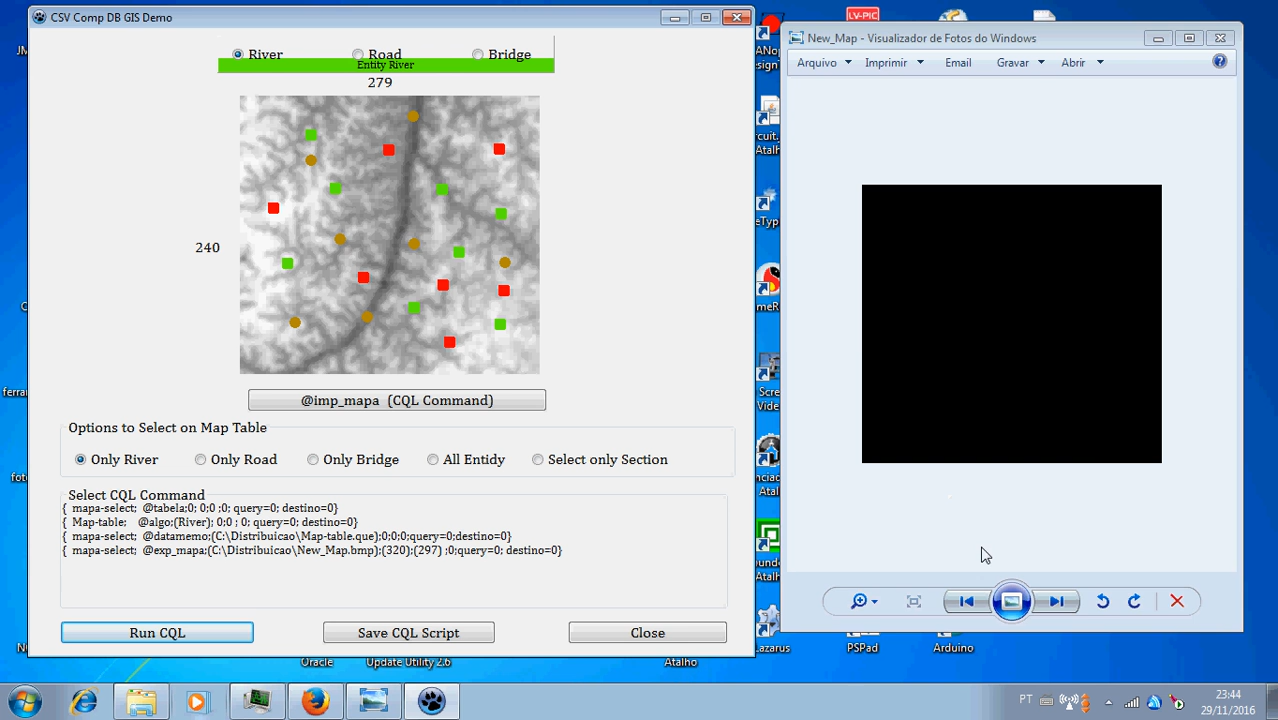 CSV Comp DB GIS Demo
River
Road
Bridge
Entity River
279
240
@imp_mapa (CQL Command)
Options to Select on Map Table
Only River
Only Road
Only Bridge
All Entidy
Select only Section
Select CQL Command
{ mapa-select; @tabela;0; 0;0 ;0; query=0; destino=0}
{ Map-table; @algo;(River); 0;0 ; 0; query=0; destino=0}
{ mapa-select; @datamemo;(C:\Distribuicao\Map-table.que);0;0;0;query=0;destino=0}
{ mapa-select; @exp_mapa;(C:\Distribuicao\New_Map.bmp);(320);(297) ;0;query=0; destino=0}
Run CQL
Save CQL Script
Close
New_Map - Visualizador de Fotos do Windows
Arquivo
Imprimir
Email
Gravar
Abrir
LV-PIC
Atalh
Oracle
Update Utility 2.6
Atalho
PSPad
Arduino
PT
23:44
29/11/2016